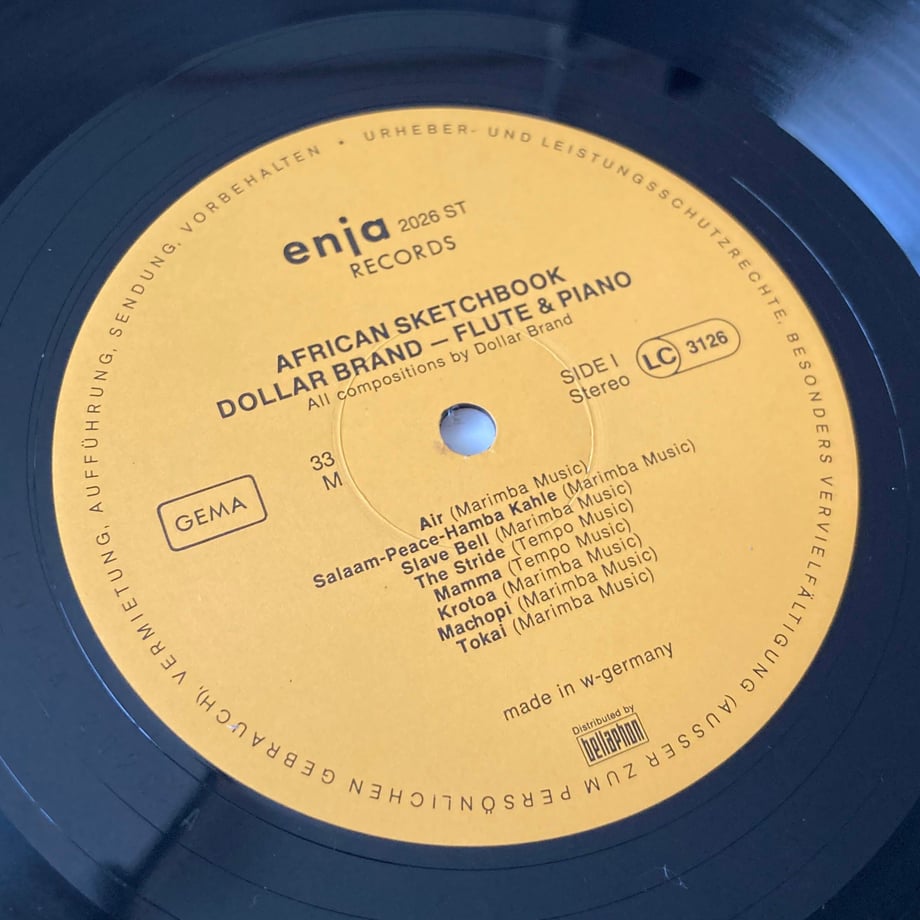 URHEBER- UND LEISTUNGSSCHUTZRECHTE, BESONDERS VERVIELFÄLTIGUNG (AUSSER ZUM PERSÖNLICHEN GEBRAUCH), VERMIETUNG, AUFFÜHRUNG, SENDUNG, VORBEHALTEN •
enja 2026 ST
RECORDS
AFRICAN SKETCHBOOK
DOLLAR BRAND – FLUTE & PIANO
All compositions by Dollar Brand
SIDE I
Stereo
LC 3126
33
M
GEMA
Air (Marimba Music)
Salaam-Peace-Hamba Kahle (Marimba Music)
Slave Bell (Marimba Music)
The Stride (Tempo Music)
Mamma (Tempo Music)
Krotoa (Marimba Music)
Machopi (Marimba Music)
Tokai (Marimba Music)
made in w-germany
Distributed by
bellaphon